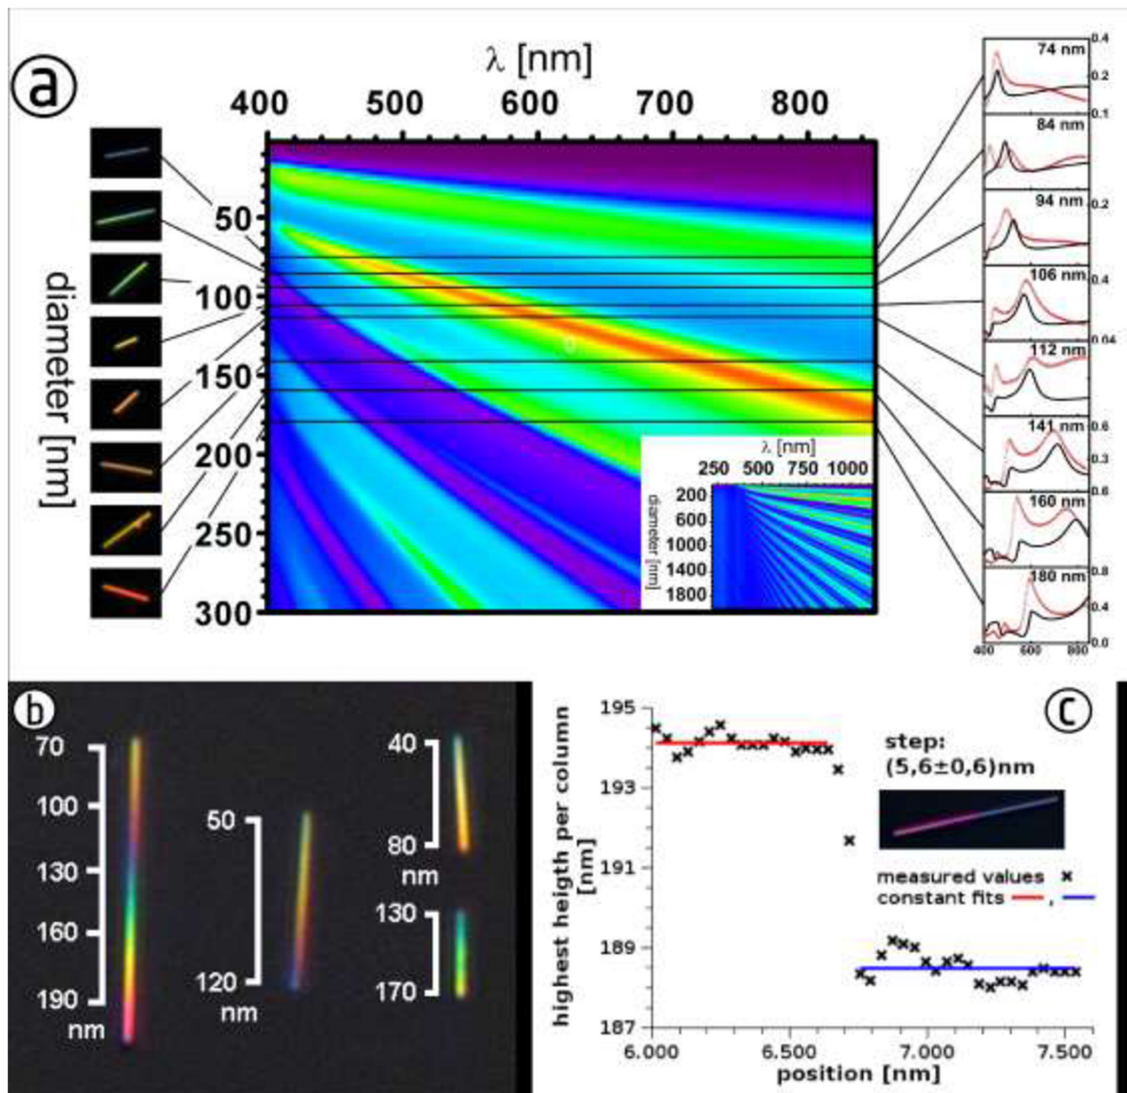 a
λ [nm]
400 500 600 700 800
diameter [nm]
50
100
150
200
250
300
λ [nm]
250 500 750 1000
diameter [nm]
200
600
1000
1400
1800
74 nm
0.4
0.2
0.1
84 nm
94 nm
0.2
106 nm
0.4
0.04
112 nm
141 nm
0.6
0.3
0.6
160 nm
180 nm
0.8
0.4
0.0
400 600 800
b
70
100
130
160
190
nm
50
120
nm
40
80
nm
130
170
nm
c
highest heigth per column
[nm]
195
193
191
189
187
step:
(5,6±0,6)nm
measured values ×
constant fits ,
6.000 6.500 7.000 7.500
position [nm]